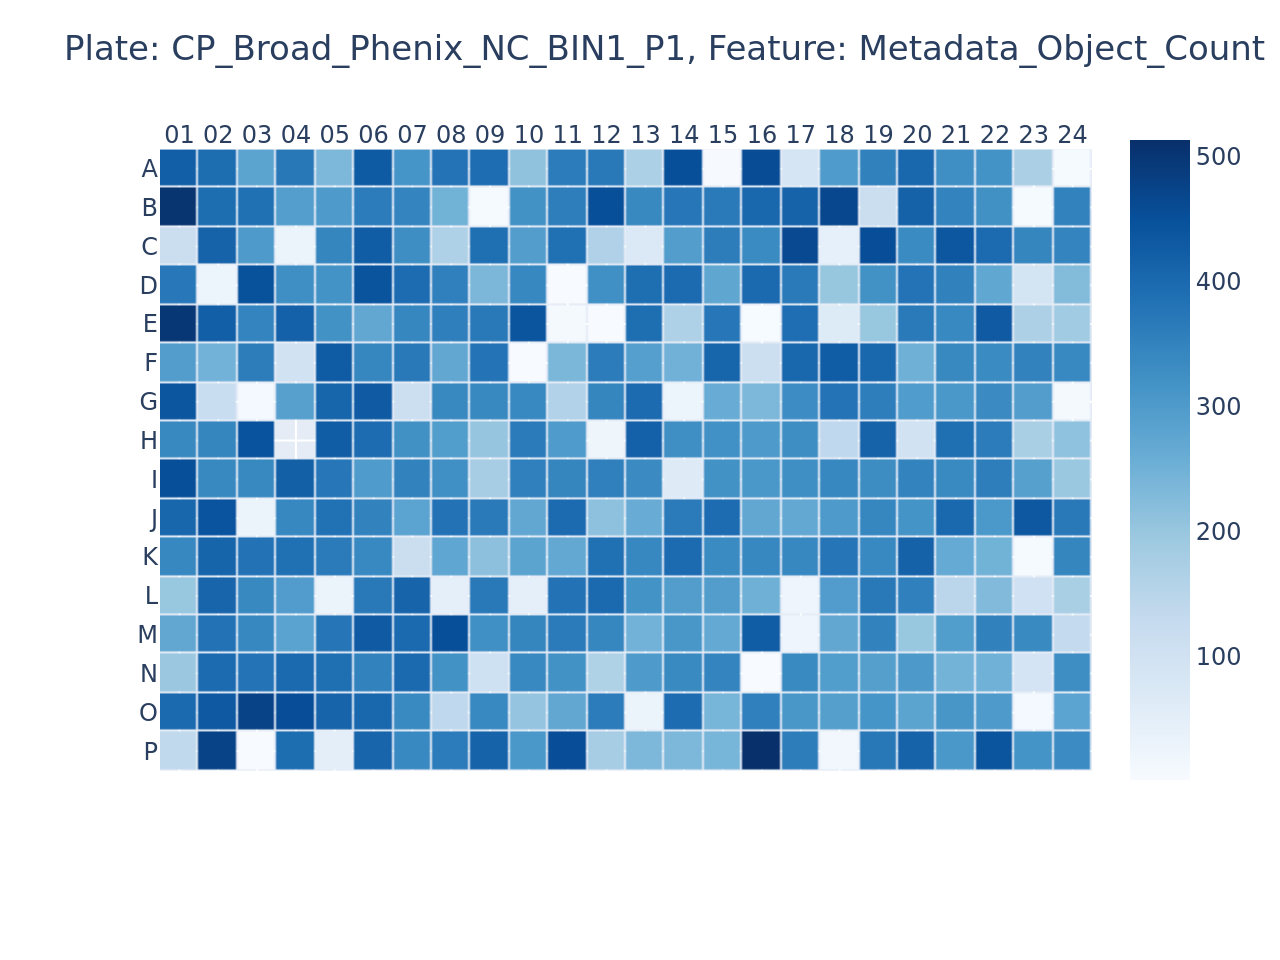 Plate: CP_Broad_Phenix_NC_BIN1_P1, Feature: Metadata_Object_Count
01 02 03 04 05 06 07 08 09 10 11 12 13 14 15 16 17 18 19 20 21 22 23 24
A
B
C
D
E
F
G
H
I
J
K
L
M
N
O
P
500
400
300
200
100